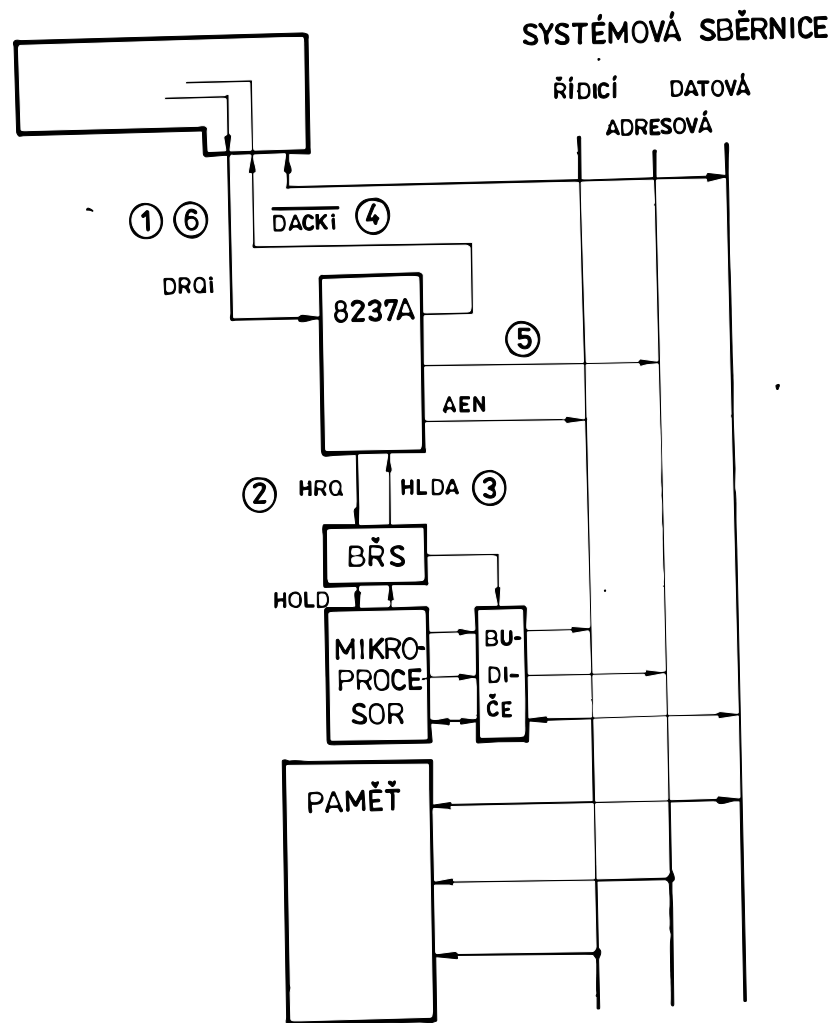 SYSTÉMOVÁ SBĚRNICE
ŘÍDICÍ DATOVÁ
ADRESOVÁ
1 6 DACKi 4
DRQi
8237A
5
AEN
2 HRQ HLDA 3
BŘS
HOLD
MIKRO-
PROCE
SOR
BU-
DI-
ČE
PAMĚŤ